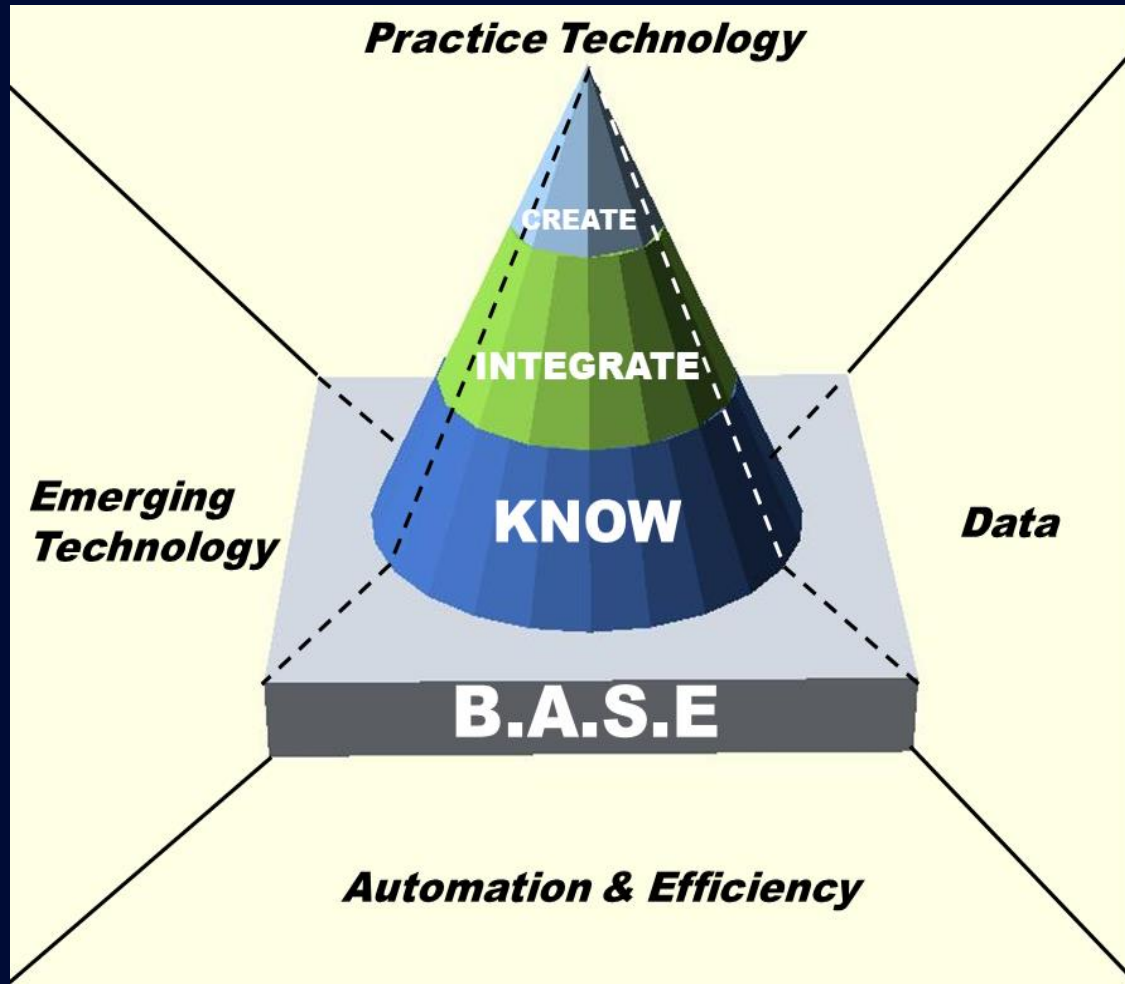 Practice Technology
CREATE
INTEGRATE
KNOW
Emerging
Technology
Data
B.A.S.E
Automation & Efficiency